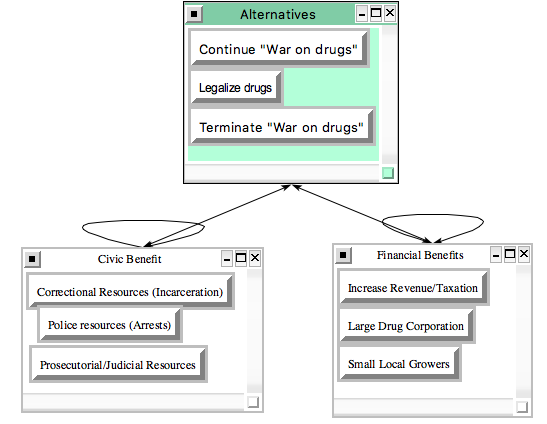 Alternatives
Continue "War on drugs"
Legalize drugs
Terminate "War on drugs"
Civic Benefit
Correctional Resources (Incarceration)
Police resources (Arrests)
Prosecutorial/Judicial Resources
Financial Benefits
Increase Revenue/Taxation
Large Drug Corporation
Small Local Growers